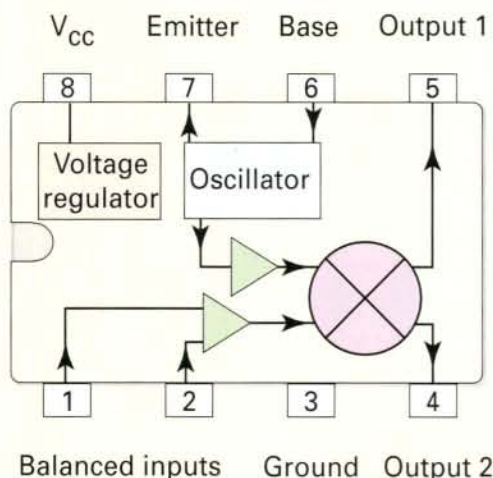 V_CC Emitter Base Output 1
8 7 6 5
Voltage
regulator
Oscillator
1 2 3 4
Balanced inputs Ground Output 2